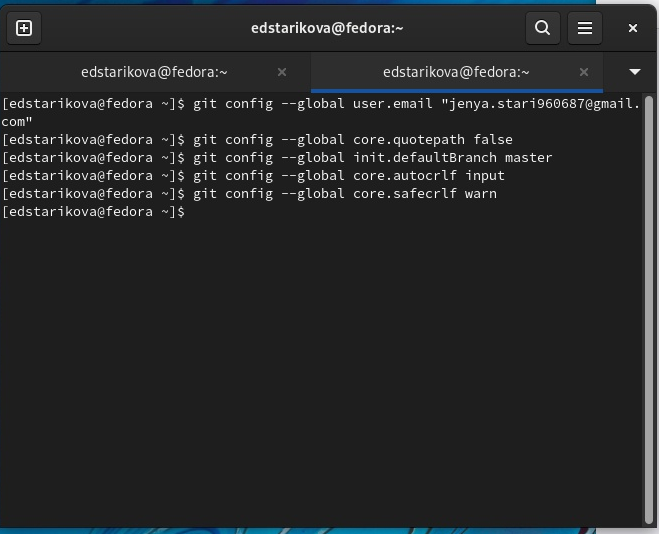 edstarikova@fedora:~
edstarikova@fedora:~
edstarikova@fedora:~
[edstarikova@fedora ~]$ git config --global user.email "jenya.stari960687@gmail.
com"
[edstarikova@fedora ~]$ git config --global core.quotepath false
[edstarikova@fedora ~]$ git config --global init.defaultBranch master
[edstarikova@fedora ~]$ git config --global core.autocrlf input
[edstarikova@fedora ~]$ git config --global core.safecrlf warn
[edstarikova@fedora ~]$